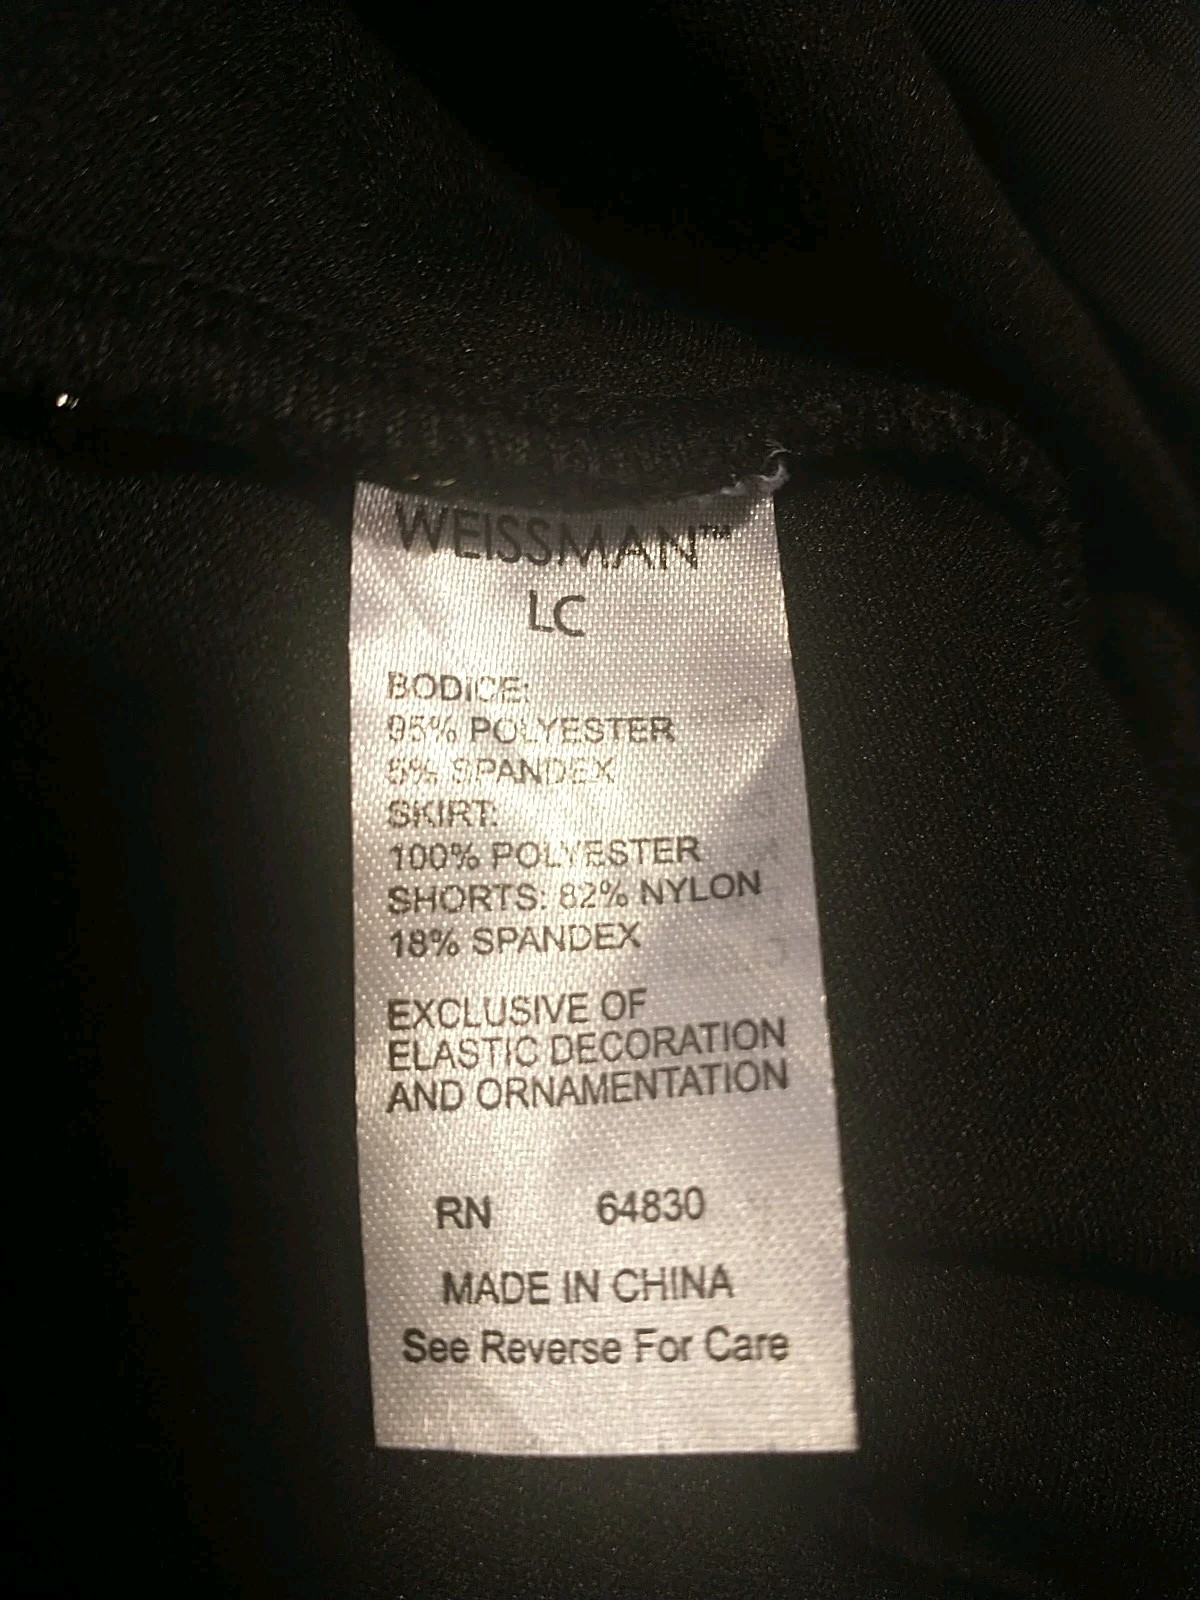 WEISSMAN™
LC
BODICE:
95% POLYESTER
5% SPANDEX
SKIRT:
100% POLYESTER
SHORTS: 82% NYLON
18% SPANDEX
EXCLUSIVE OF
ELASTIC DECORATION
AND ORNAMENTATION
RN 64830
MADE IN CHINA
See Reverse For Care